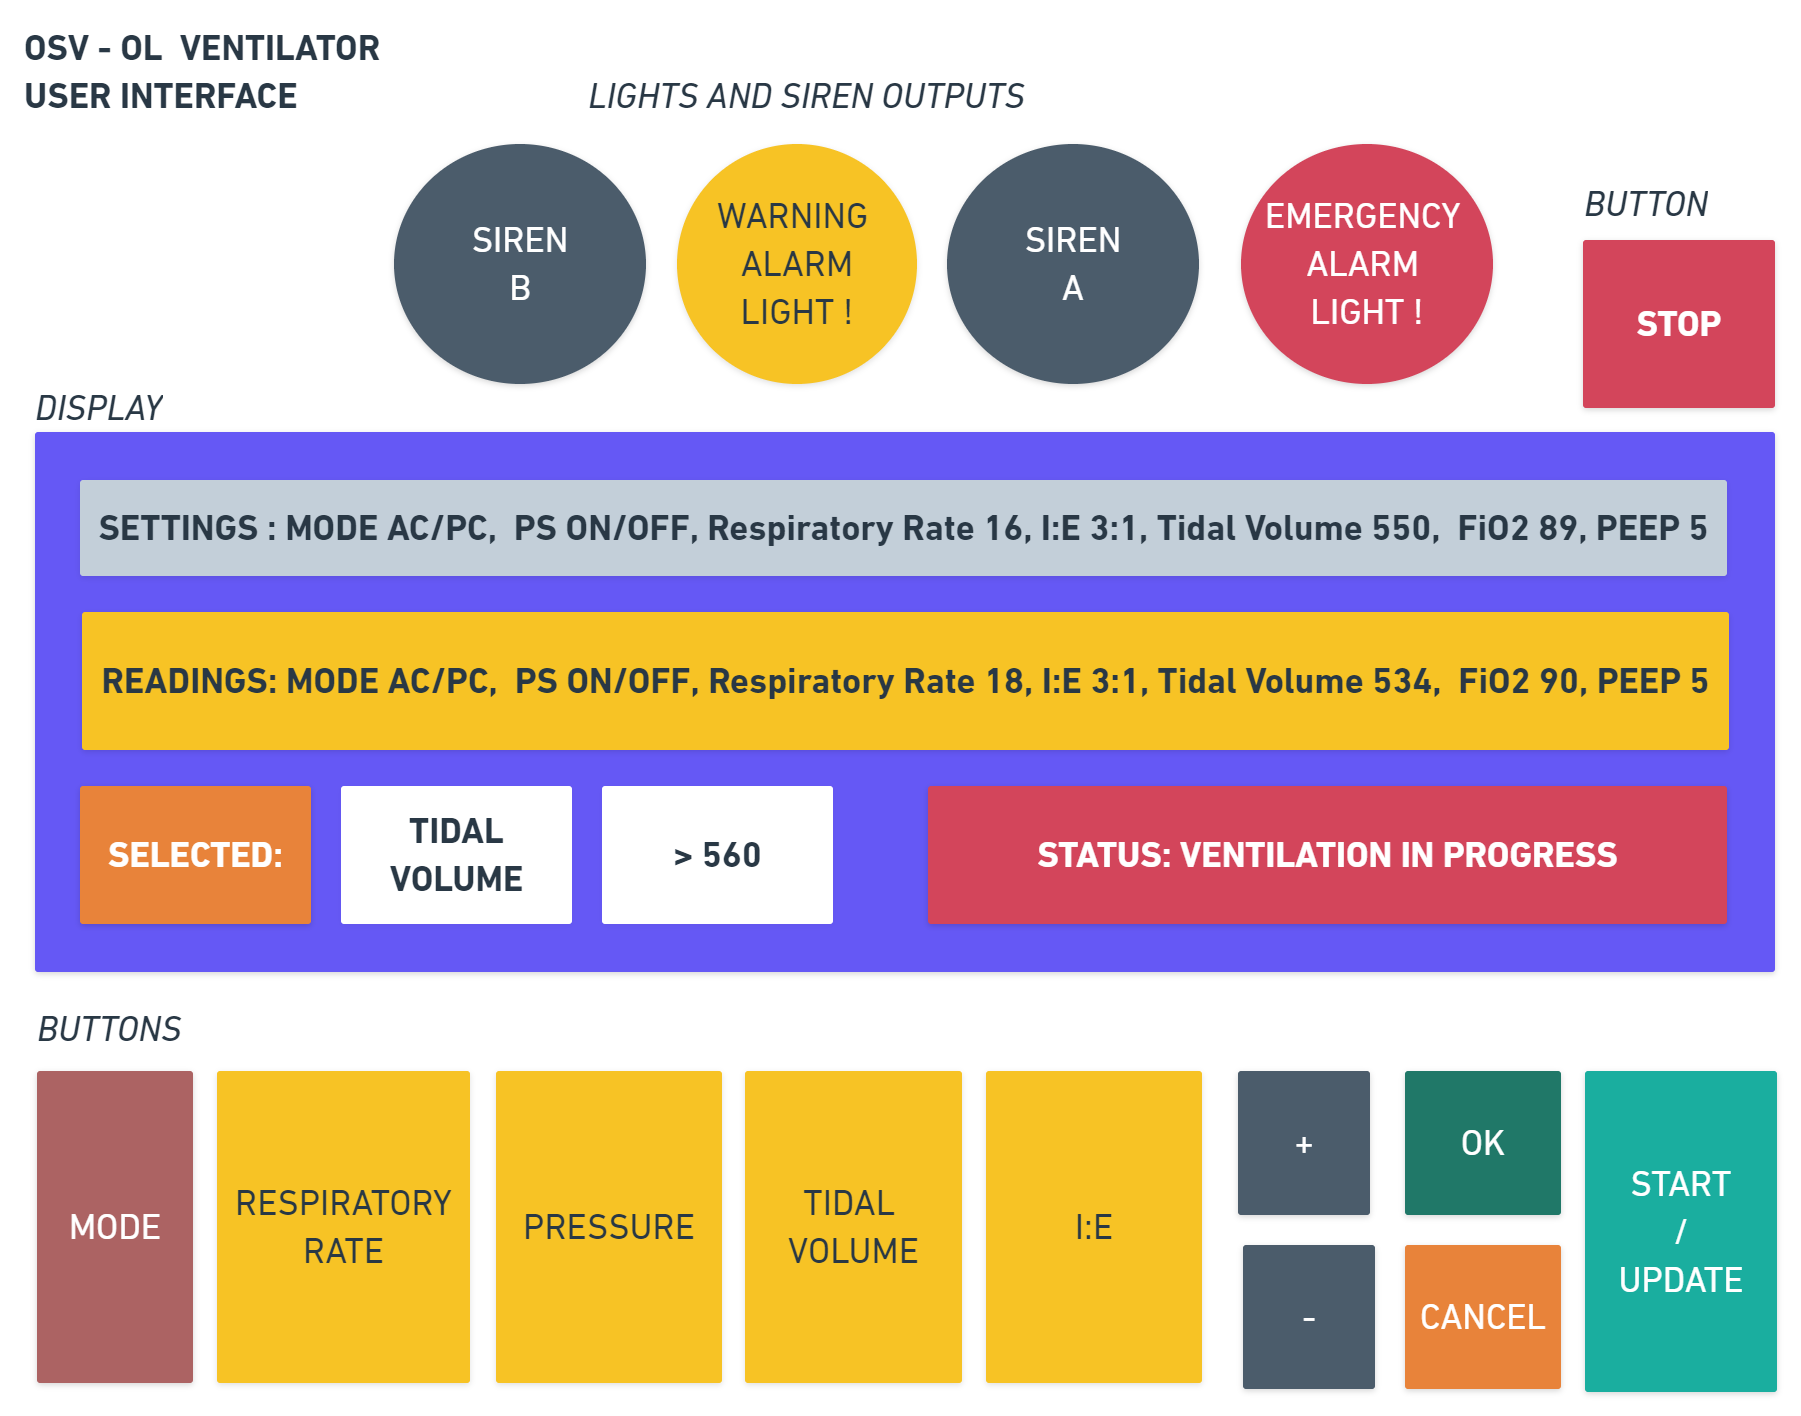 OSV - OL VENTILATOR
USER INTERFACE
LIGHTS AND SIREN OUTPUTS
SIREN
B
WARNING
ALARM
LIGHT !
SIREN
A
EMERGENCY
ALARM
LIGHT !
BUTTON
STOP
DISPLAY
SETTINGS : MODE AC/PC, PS ON/OFF, Respiratory Rate 16, I:E 3:1, Tidal Volume 550, FiO2 89, PEEP 5
READINGS: MODE AC/PC, PS ON/OFF, Respiratory Rate 18, I:E 3:1, Tidal Volume 534, FiO2 90, PEEP 5
SELECTED:
TIDAL
VOLUME
> 560
STATUS: VENTILATION IN PROGRESS
BUTTONS
MODE
RESPIRATORY
RATE
PRESSURE
TIDAL
VOLUME
I:E
+
-
OK
CANCEL
START
/
UPDATE